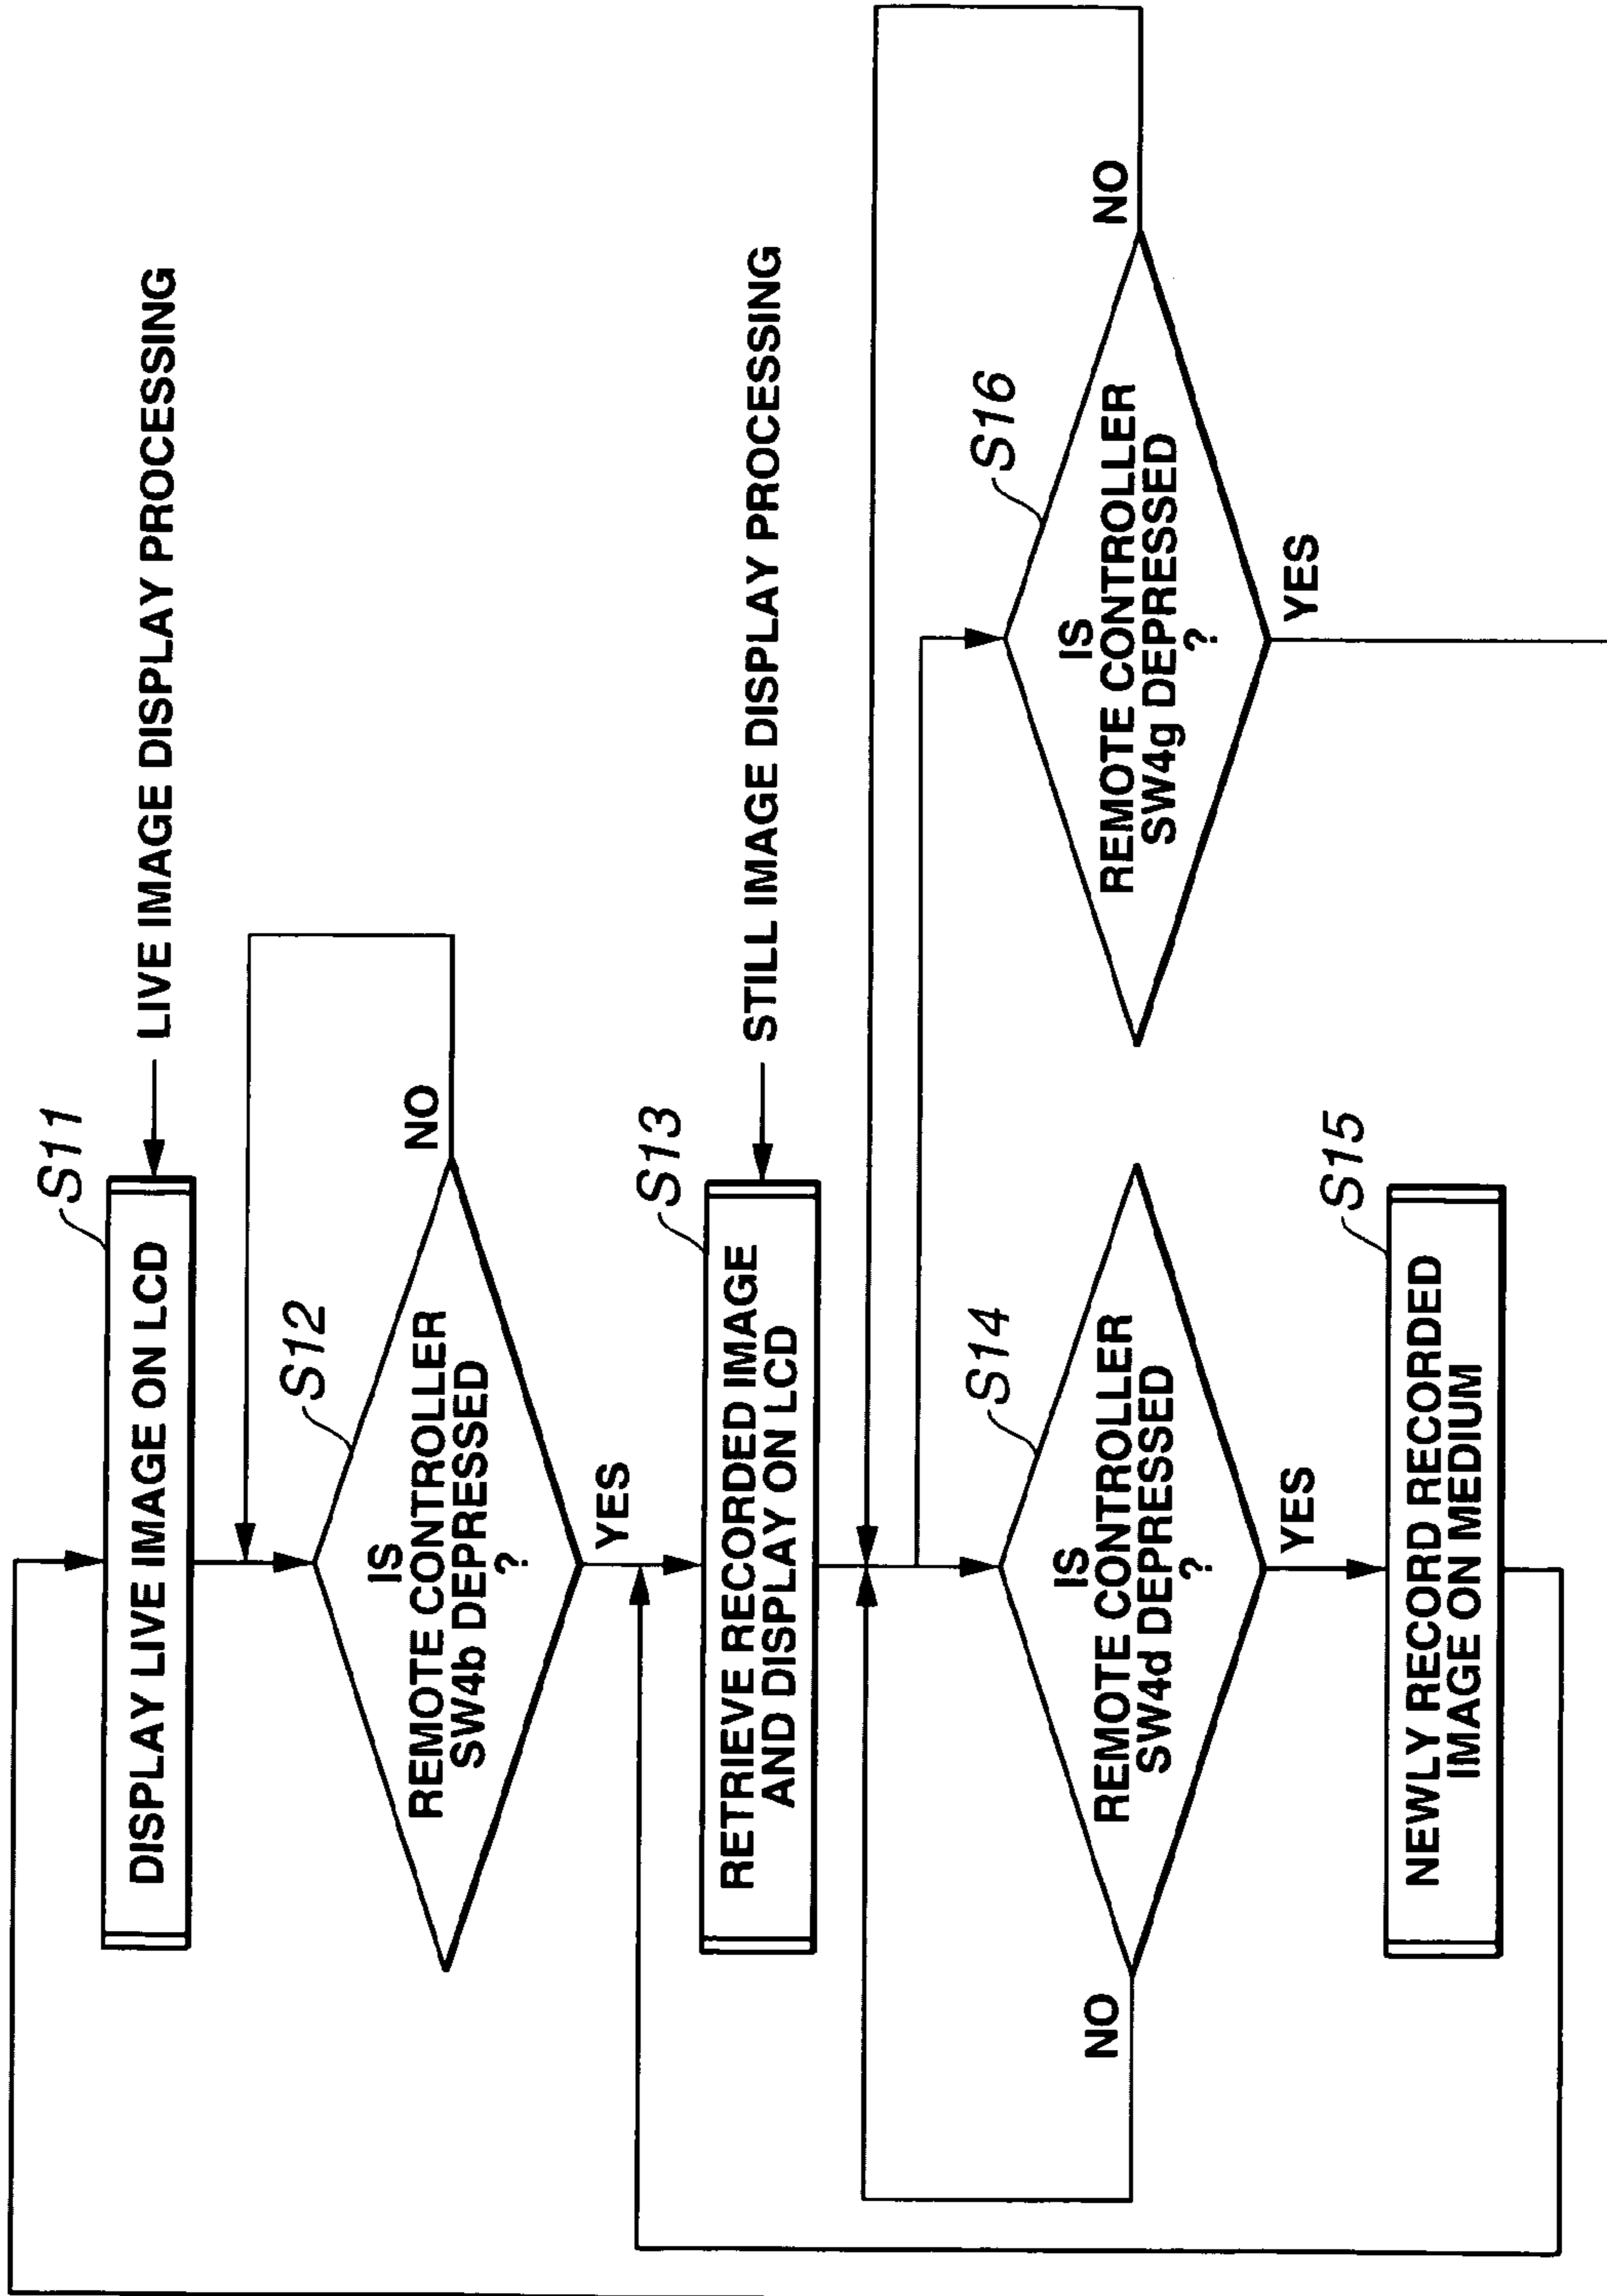 S11
DISPLAY LIVE IMAGE ON LCD
LIVE IMAGE DISPLAY PROCESSING
S12
IS
REMOTE CONTROLLER
SW4b DEPRESSED
?
NO
YES
S13
RETRIEVE RECORDED IMAGE
AND DISPLAY ON LCD
STILL IMAGE DISPLAY PROCESSING
S14
IS
REMOTE CONTROLLER
SW4d DEPRESSED
?
NO
YES
S16
IS
REMOTE CONTROLLER
SW4g DEPRESSED
?
NO
YES
S15
NEWLY RECORD RECORDED
IMAGE ON MEDIUM